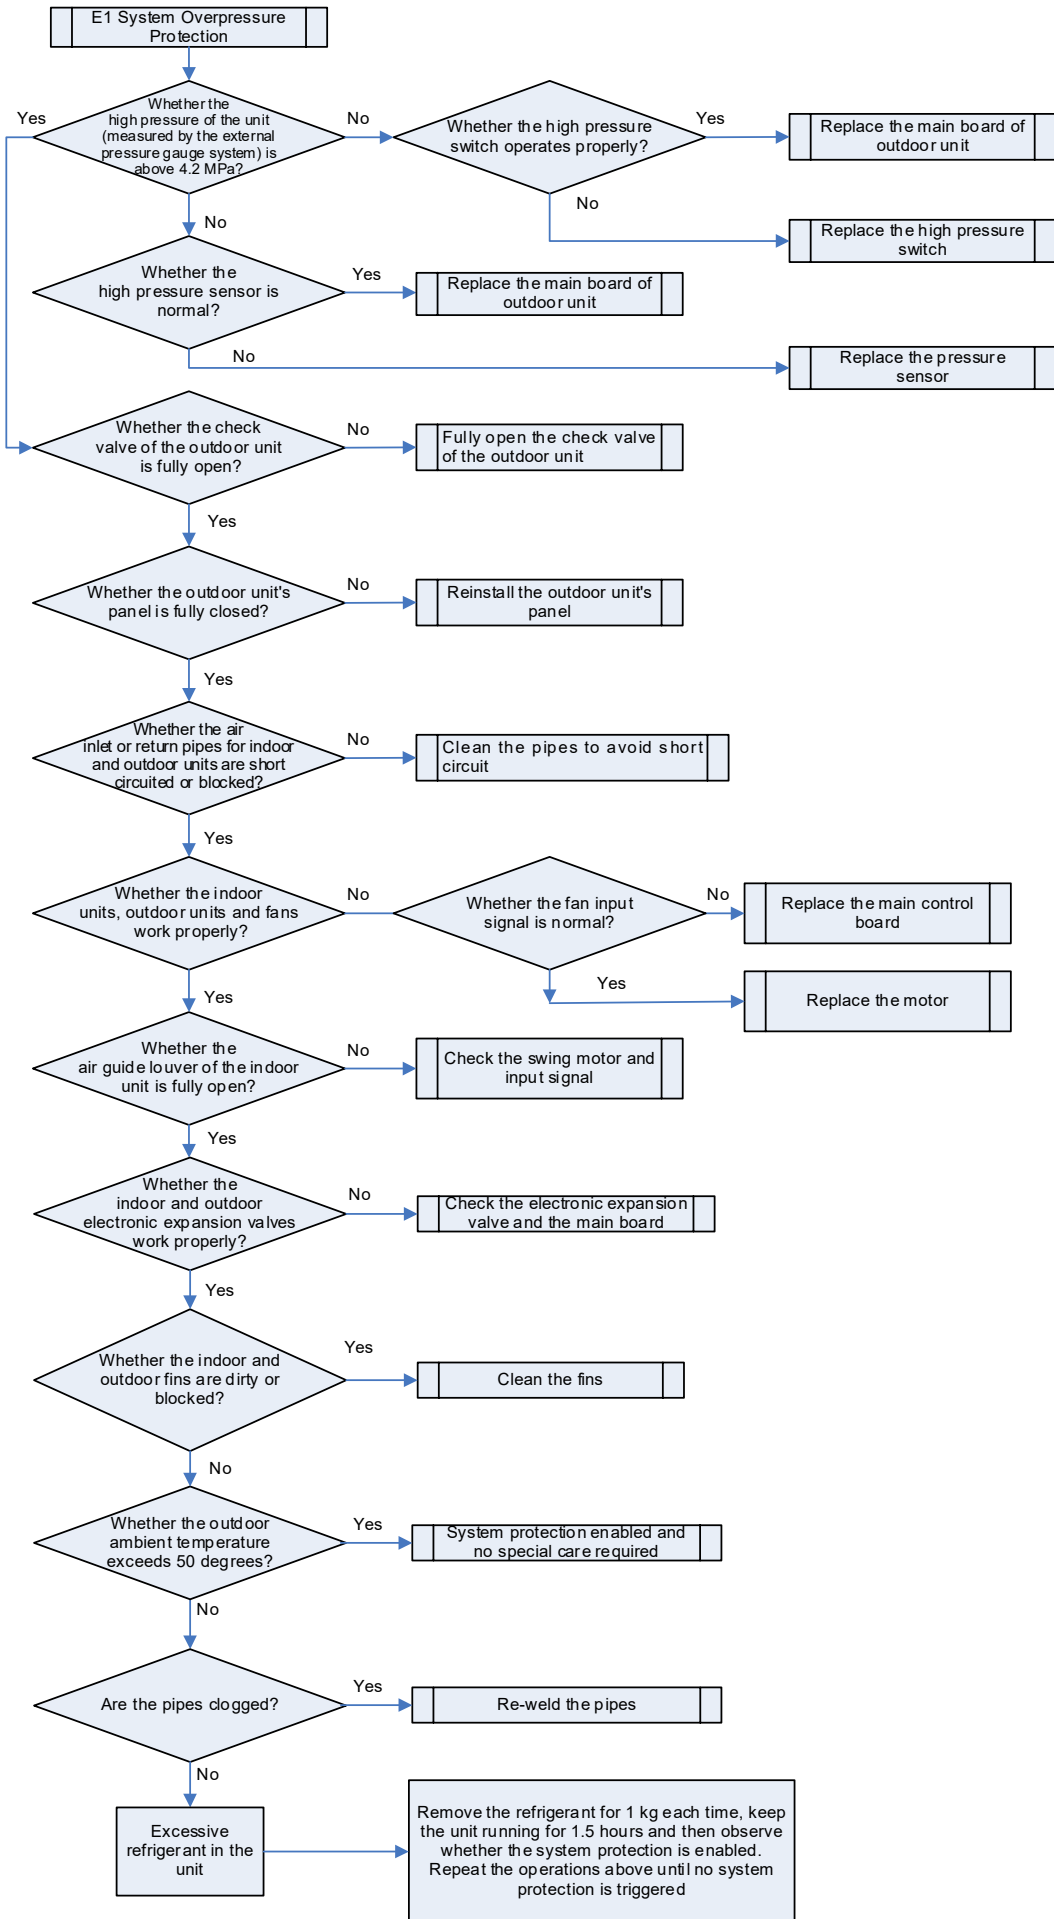 E1 System Overpressure
Protection
Whether the
high pressure of the unit
(measured by the external
pressure gauge system) is
above 4.2 MPa?
Yes
No
Whether the high pressure
switch operates properly?
Yes
Replace the main board of
outdoor unit
No
Replace the high pressure
switch
No
Whether the
high pressure sensor is
normal?
Yes
Replace the main board of
outdoor unit
No
Replace the pressure
sensor
Whether the check
valve of the outdoor unit
is fully open?
No
Fully open the check valve
of the outdoor unit
Yes
Whether the outdoor unit's
panel is fully closed?
No
Reinstall the outdoor unit's
panel
Yes
Whether the air
inlet or return pipes for indoor
and outdoor units are short
circuited or blocked?
No
Clean the pipes to avoid short
circuit
Yes
Whether the indoor
units, outdoor units and fans
work properly?
No
Whether the fan input
signal is normal?
No
Replace the main control
board
Yes
Replace the motor
Yes
Whether the
air guide louver of the indoor
unit is fully open?
No
Check the swing motor and
input signal
Yes
Whether the
indoor and outdoor
electronic expansion valves
work properly?
No
Check the electronic expansion
valve and the main board
Yes
Whether the indoor and
outdoor fins are dirty or
blocked?
Yes
Clean the fins
No
Whether the outdoor
ambient temperature
exceeds 50 degrees?
Yes
System protection enabled and
no special care required
No
Are the pipes clogged?
Yes
Re-weld the pipes
No
Excessive
refrigerant in the
unit
Remove the refrigerant for 1 kg each time, keep
the unit running for 1.5 hours and then observe
whether the system protection is enabled.
Repeat the operations above until no system
protection is triggered